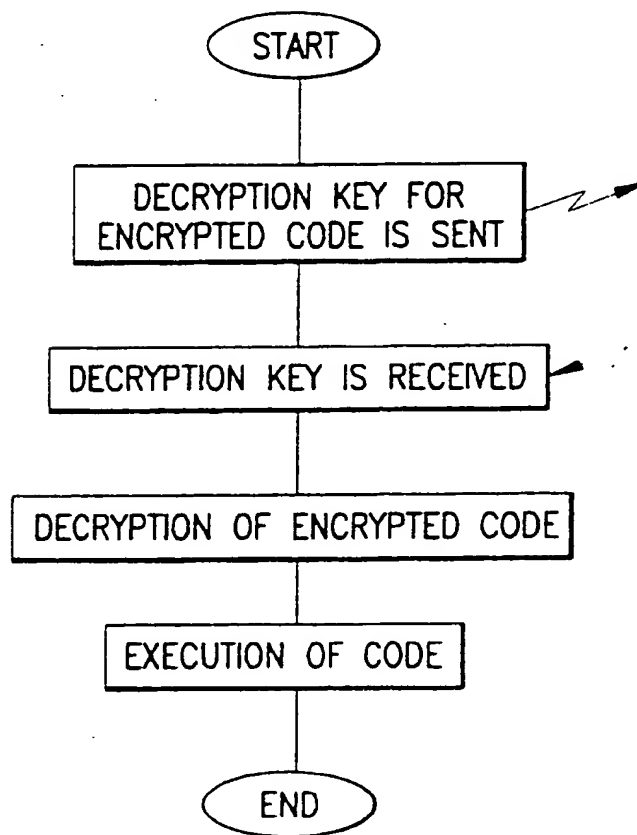 START
DECRYPTION KEY FOR
ENCRYPTED CODE IS SENT
DECRYPTION KEY IS RECEIVED
DECRYPTION OF ENCRYPTED CODE
EXECUTION OF CODE
END